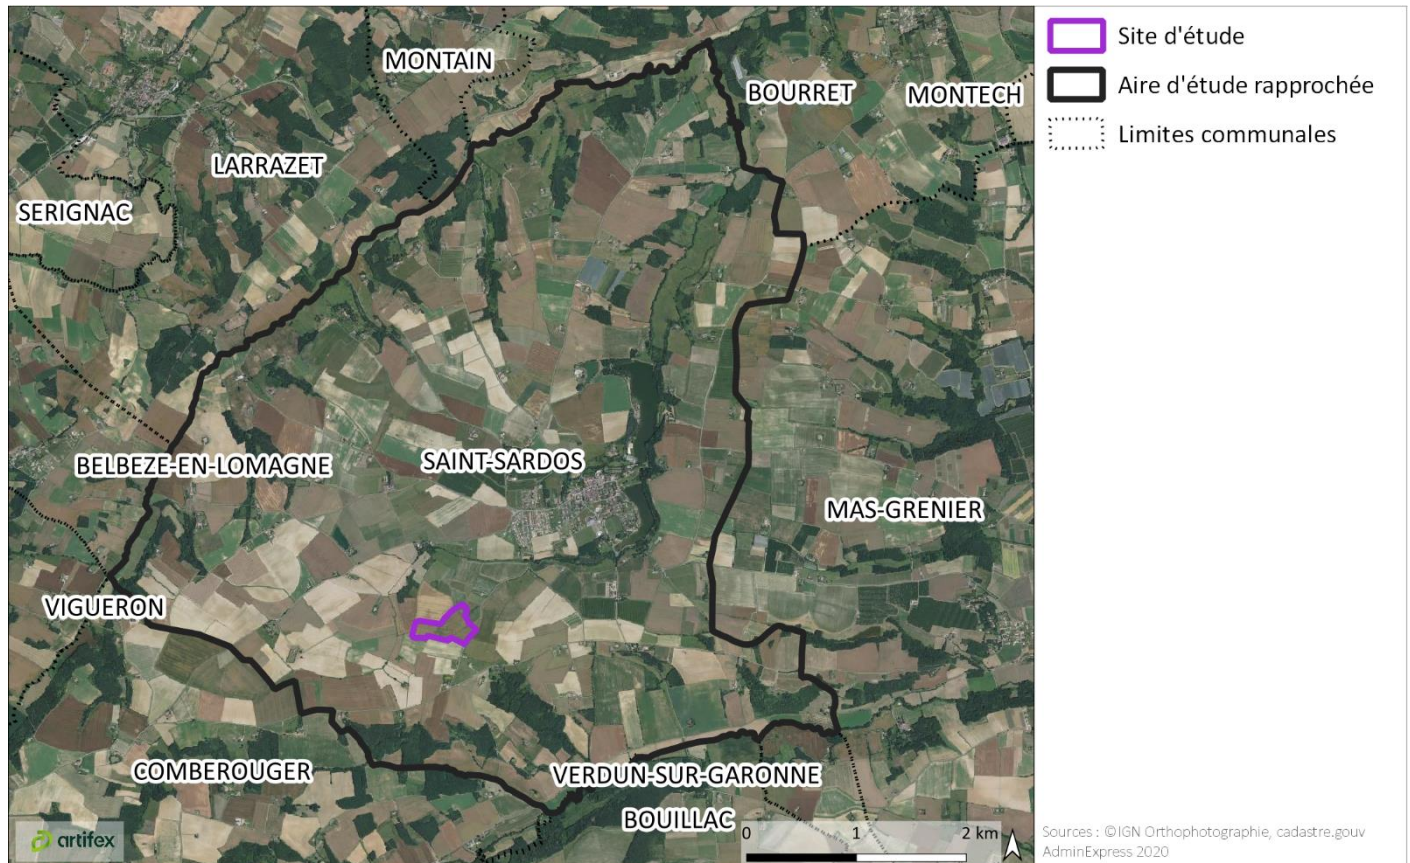 MONTAIN
BOURRET
MONTECH
LARRAZET
SERIGNAC
BELBEZE-EN-LOMAGNE
SAINT-SARDOS
MAS-GRENIER
VIGUERON
COMBEROUGER
VERDUN-SUR-GARONNE
BOUILLAC
artifex
0 1 2 km
Site d'étude
Aire d'étude rapprochée
Limites communales
Sources : ©IGN Orthophotographie, cadastre.gouv
AdminExpress 2020